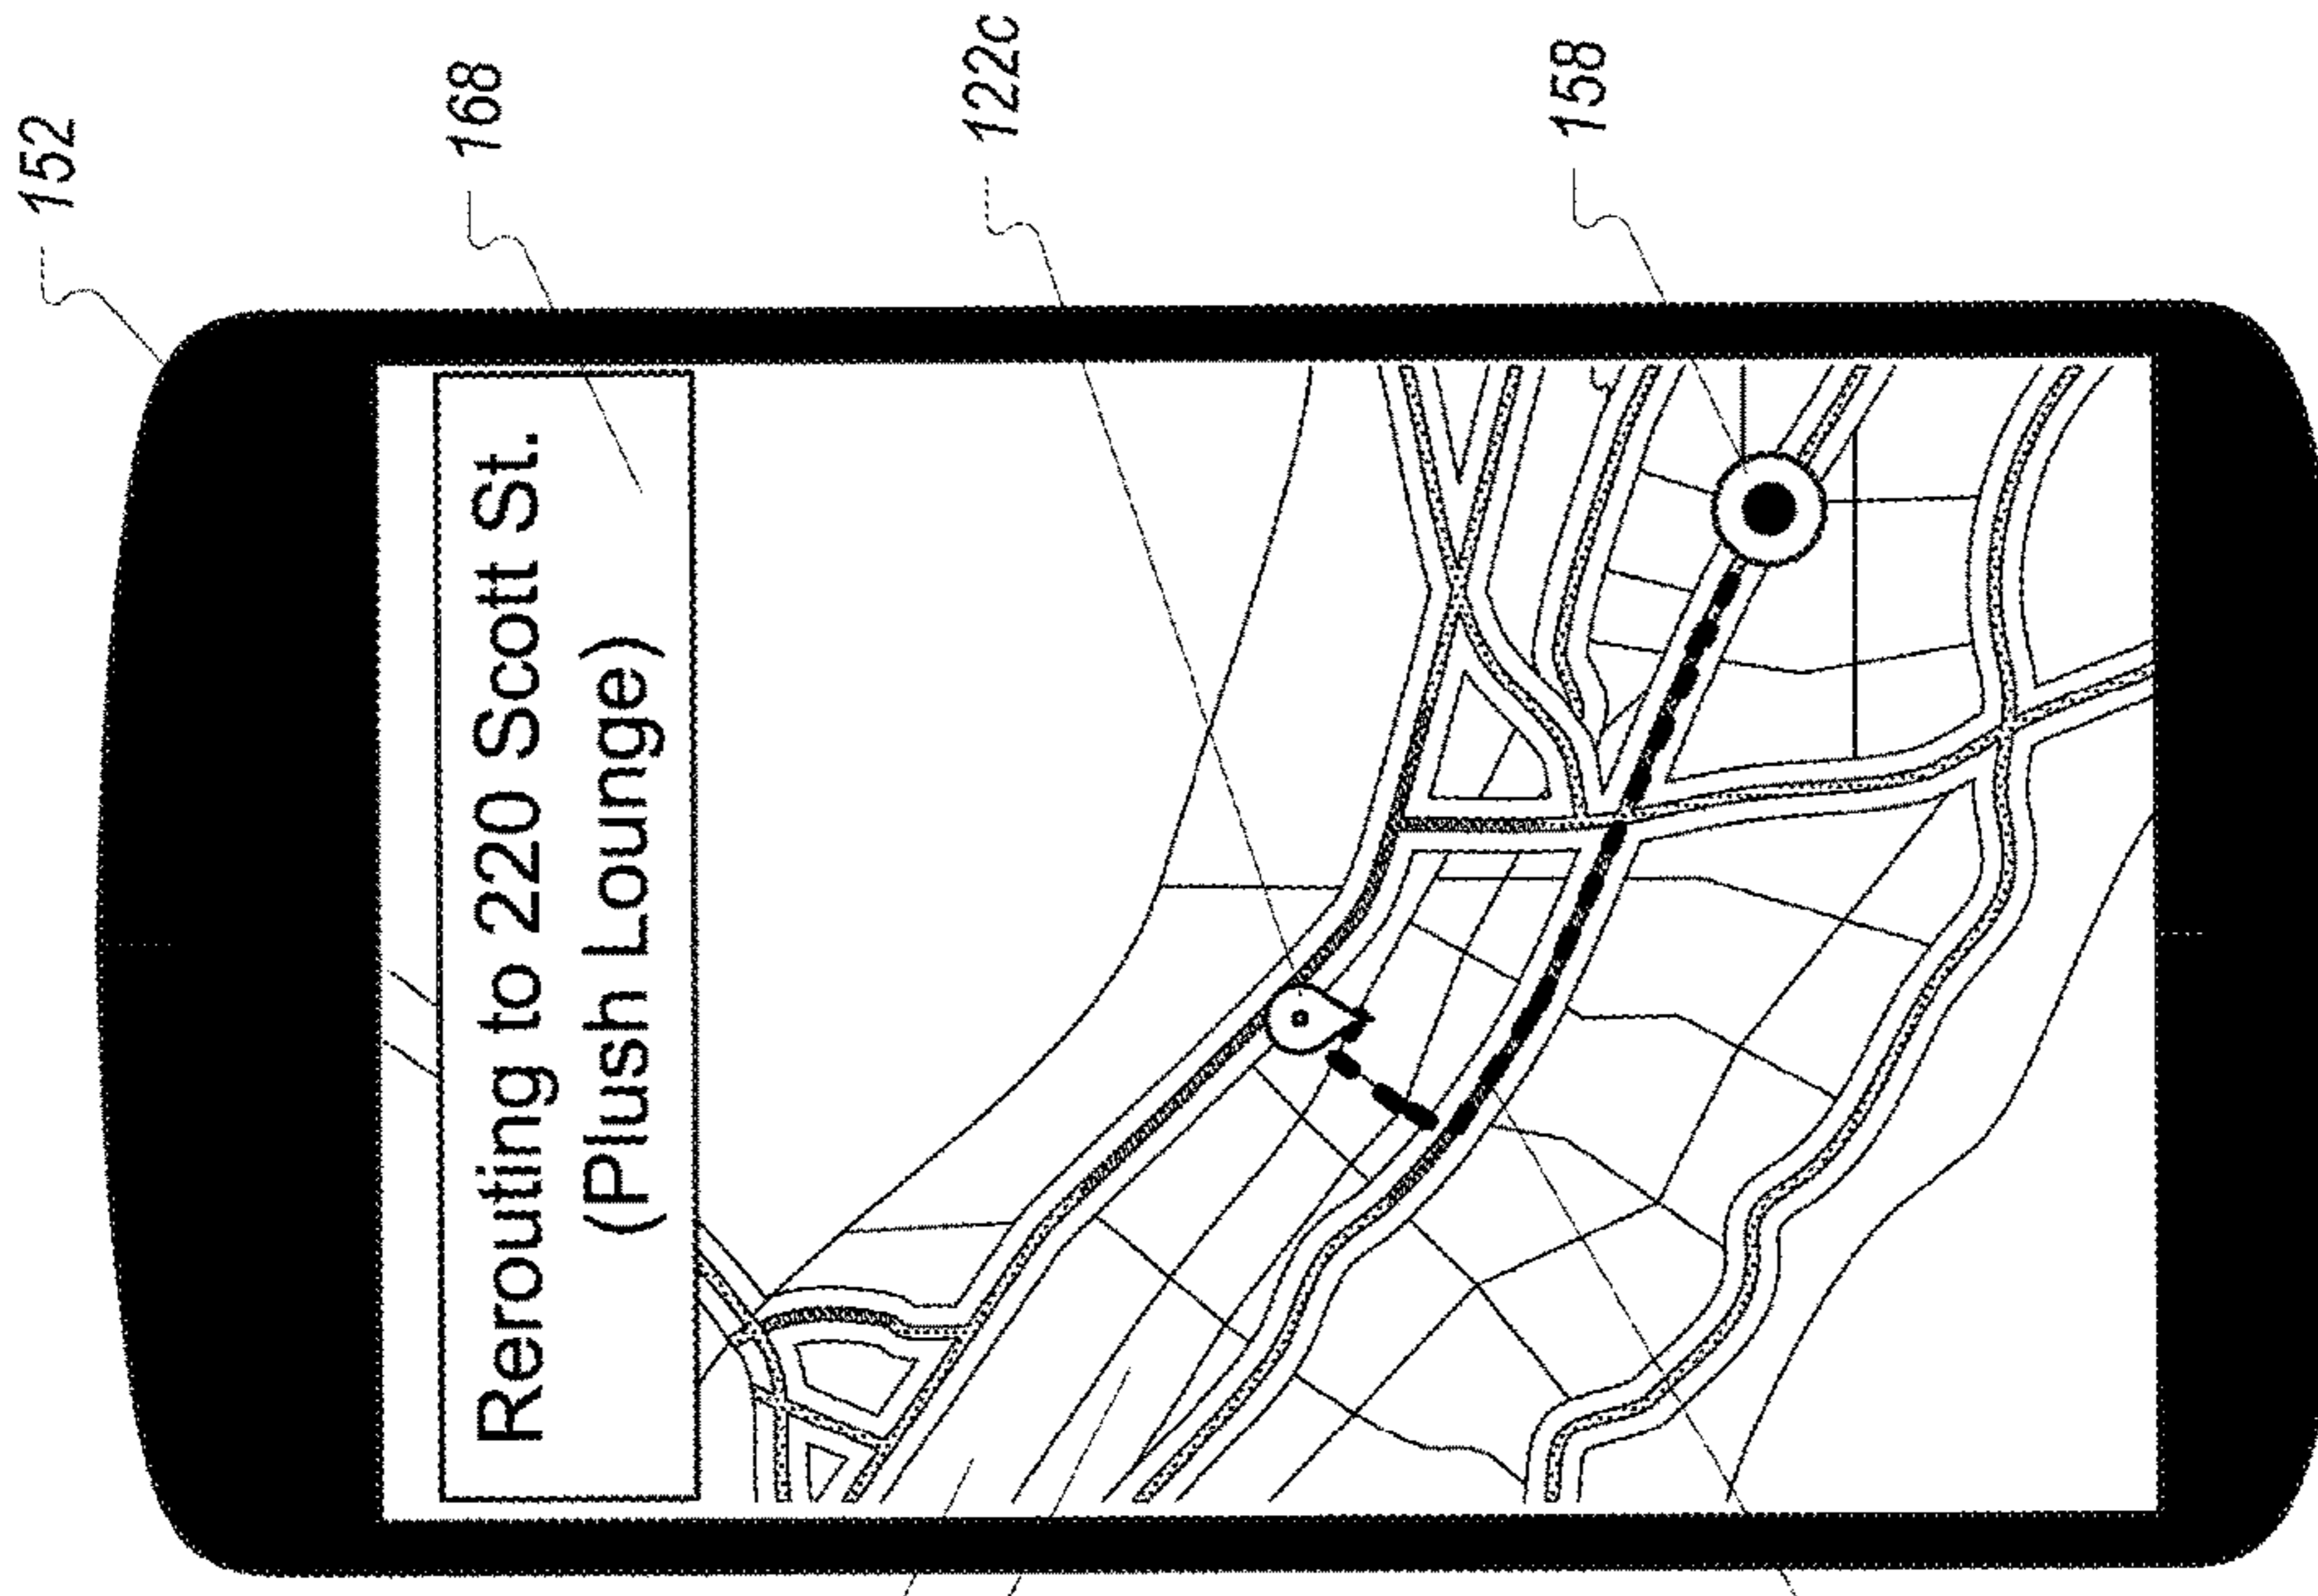 152
168
Rerouting to 220 Scott St.
(Plush Lounge)
122c
158